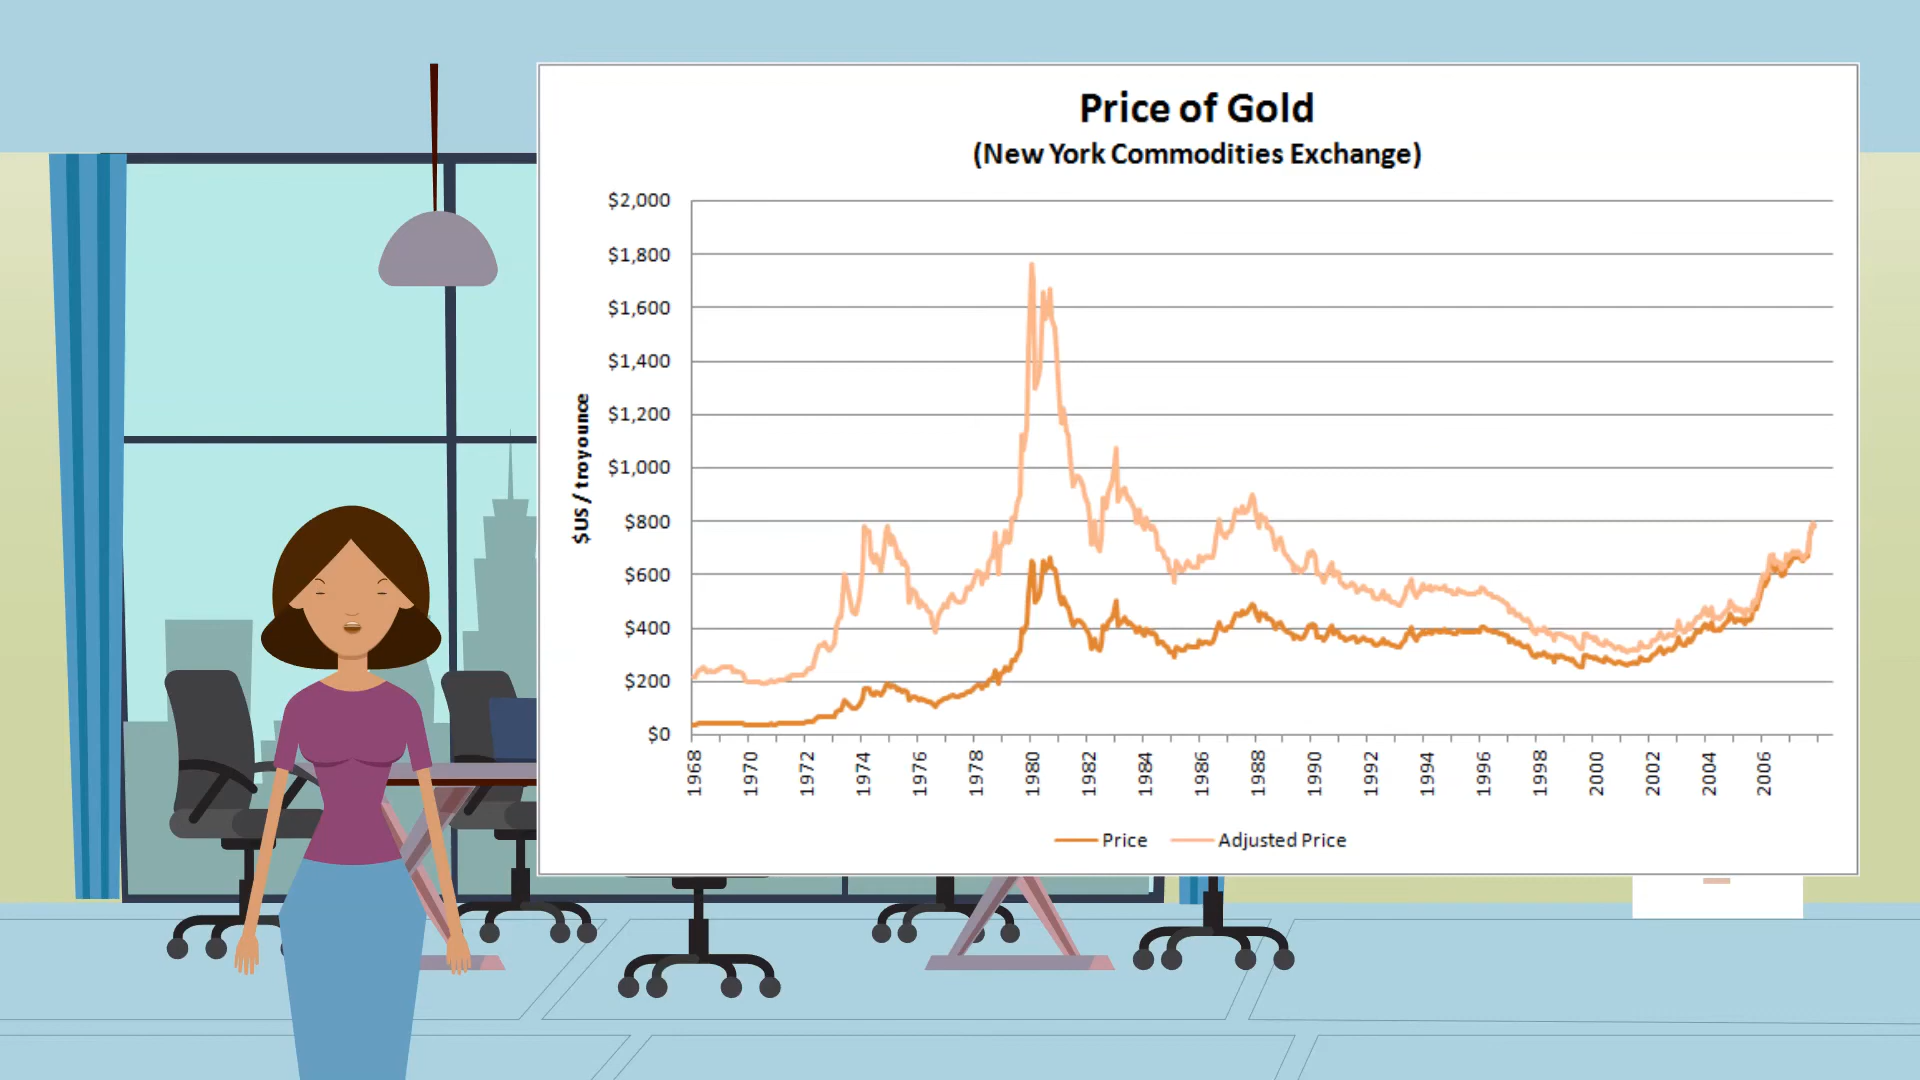 Price of Gold
(New York Commodities Exchange)
$2,000
$1,800
$1,600
$1,400
$1,200
$1,000
$800
$600
$400
$200
$0
$US / troy ounce
1968 1970 1972 1974 1976 1978 1980 1982 1984 1986 1988 1990 1992 1994 1996 1998 2000 2002 2004 2006
Price Adjusted Price